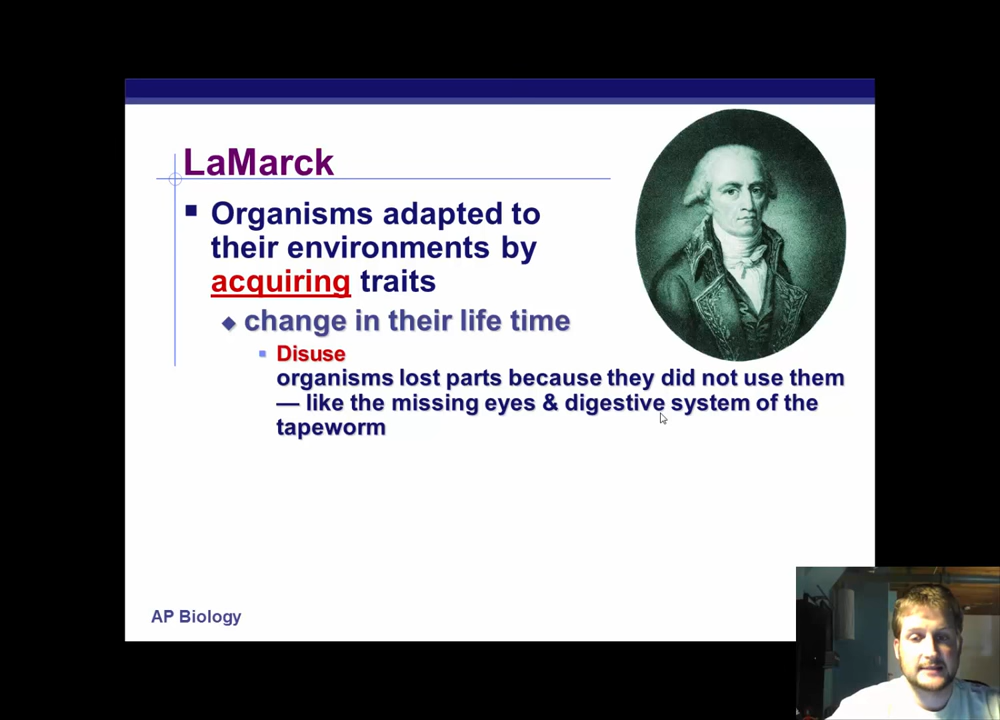 LaMarck
Organisms adapted to
their environments by
acquiring traits
change in their life time
Disuse
organisms lost parts because they did not use them
— like the missing eyes & digestive system of the
tapeworm
AP Biology